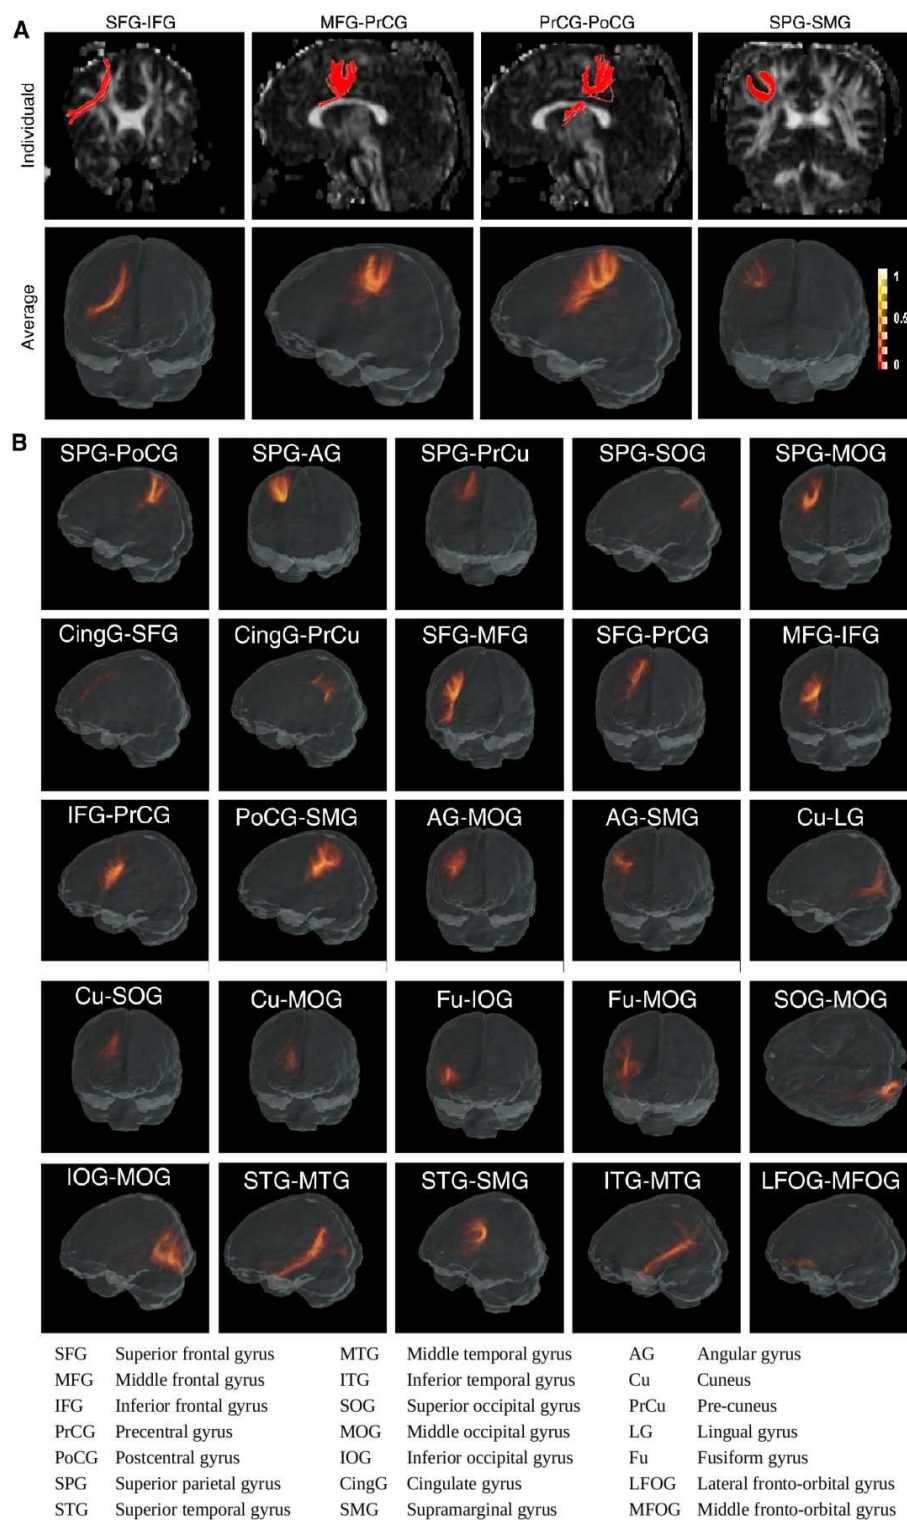 A
SFG-IFG MFG-PrCG PrCG-PoCG SPG-SMG
Individuald
Average
1
0.5
0
B
SPG-PoCG SPG-AG SPG-PrCu SPG-SOG SPG-MOG
CingG-SFG CingG-PrCu SFG-MFG SFG-PrCG MFG-IFG
IFG-PrCG PoCG-SMG AG-MOG AG-SMG Cu-LG
Cu-SOG Cu-MOG Fu-IOG Fu-MOG SOG-MOG
IOG-MOG STG-MTG STG-SMG ITG-MTG LFOG-MFOG
SFG Superior frontal gyrus MTG Middle temporal gyrus AG Angular gyrus
MFG Middle frontal gyrus ITG Inferior temporal gyrus Cu Cuneus
IFG Inferior frontal gyrus SOG Superior occipital gyrus PrCu Pre-cuneus
PrCG Precentral gyrus MOG Middle occipital gyrus LG Lingual gyrus
PoCG Postcentral gyrus IOG Inferior occipital gyrus Fu Fusiform gyrus
SPG Superior parietal gyrus CingG Cingulate gyrus LFOG Lateral fronto-orbital gyrus
STG Superior temporal gyrus SMG Supramarginal gyrus MFOG Middle fronto-orbital gyrus